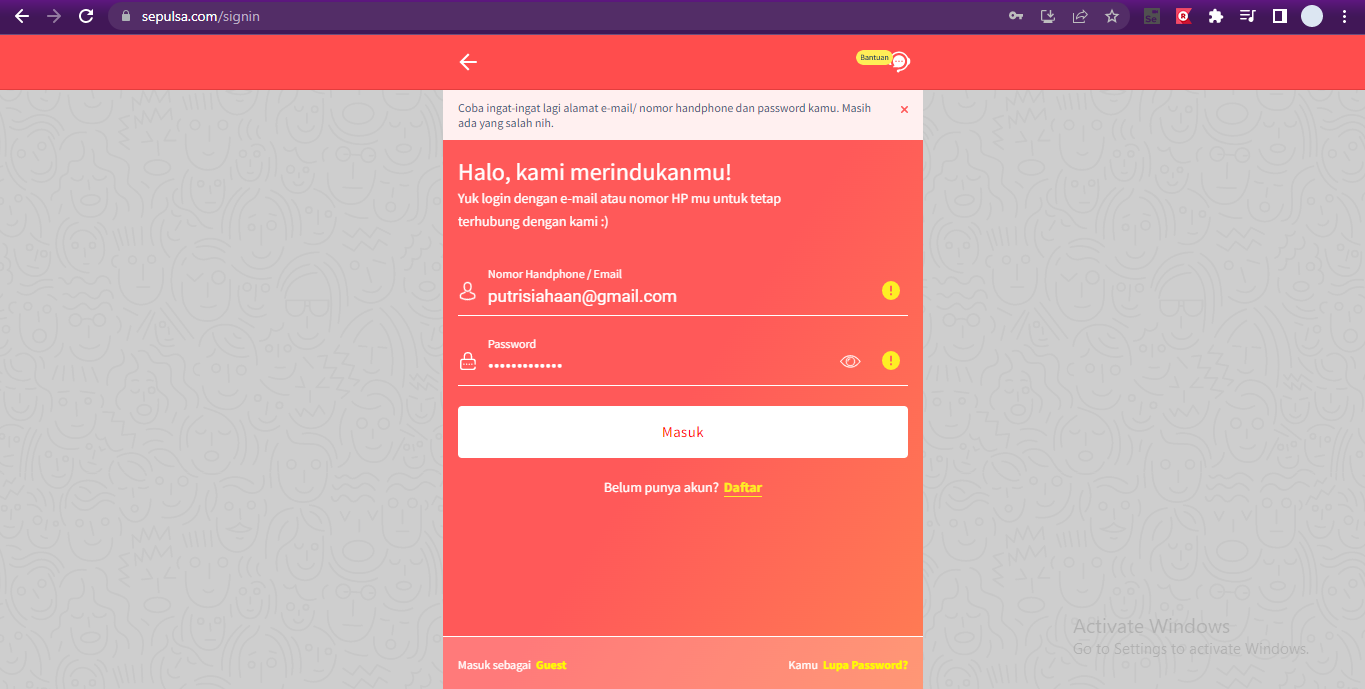 sepulsa.com/signin
Bantuan
Coba ingat-ingat lagi alamat e-mail/ nomor handphone dan password kamu. Masih
ada yang salah nih.
Halo, kami merindukanmu!
Yuk login dengan e-mail atau nomor HP mu untuk tetap
terhubung dengan kami :)
Nomor Handphone / Email
putrisiahaan@gmail.com
Password
•••••••••••••
Masuk
Belum punya akun? Daftar
Masuk sebagai Guest
Kamu Lupa Password?
Activate Windows
Go to Settings to activate Windows.